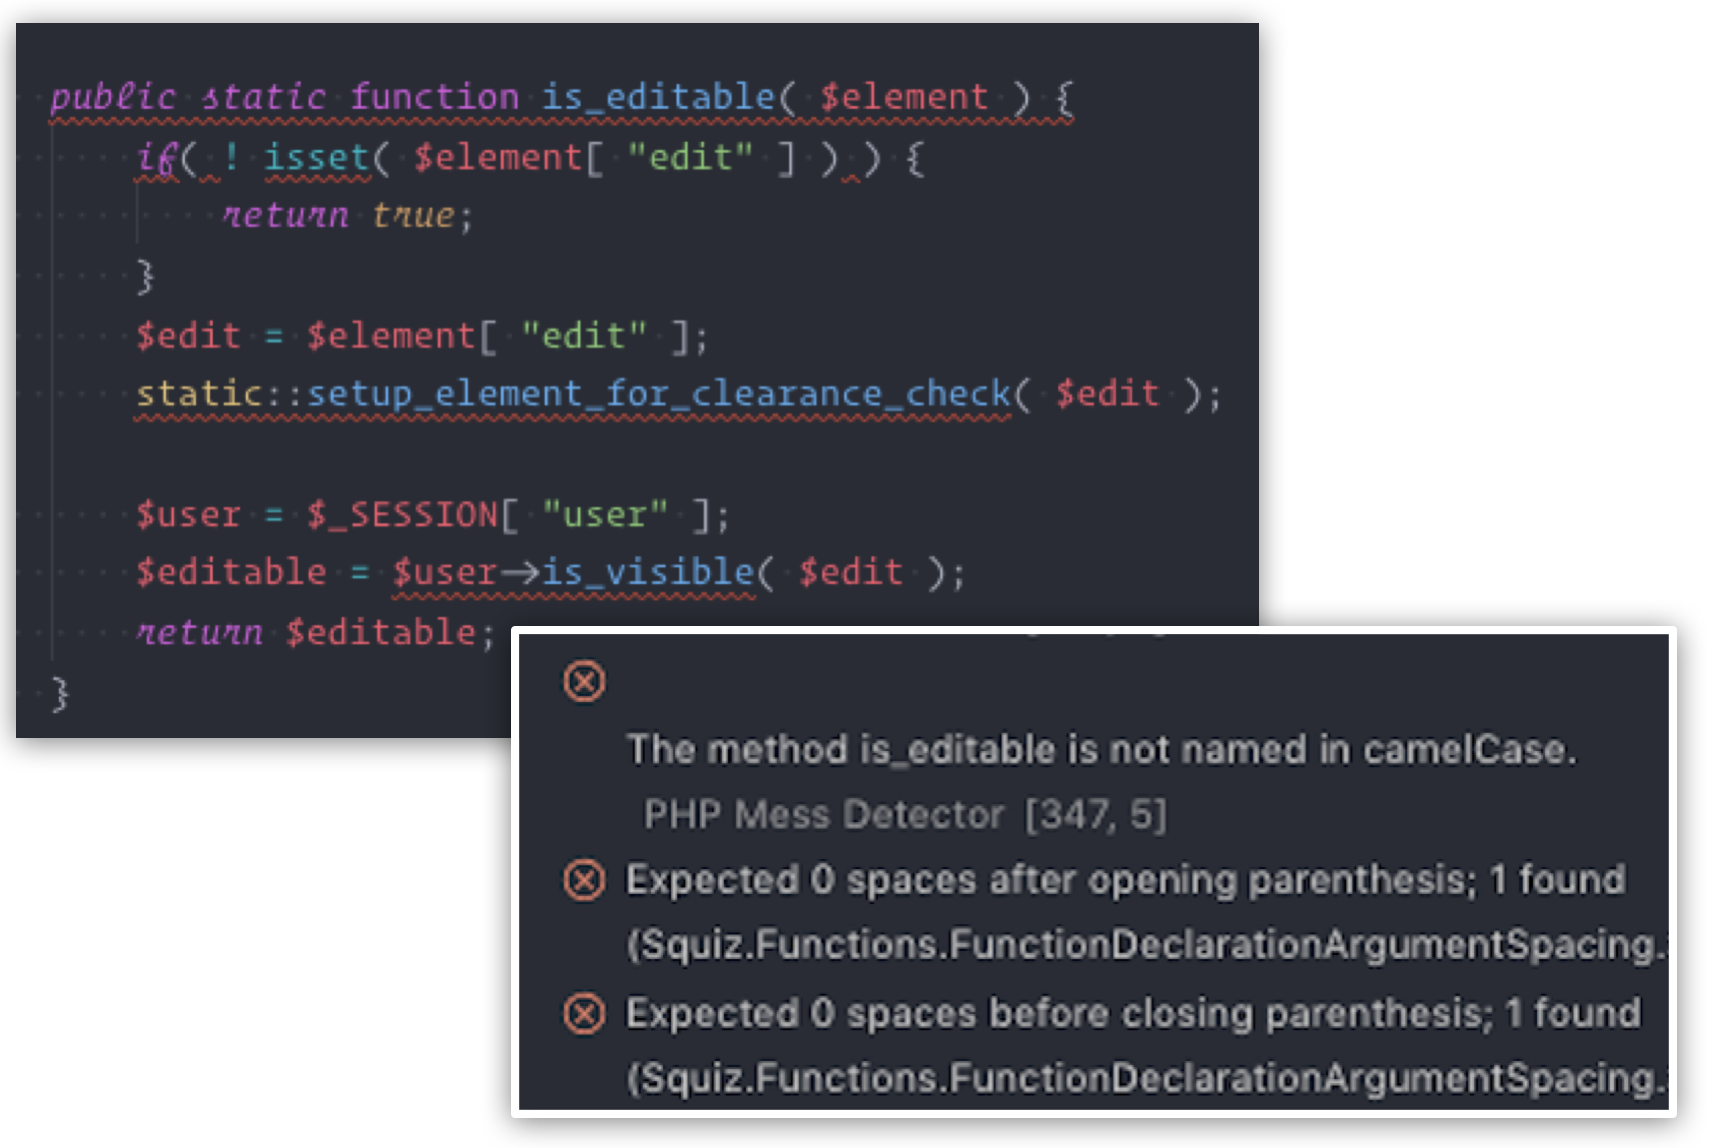 public static function is_editable( $element ) {
if( ! isset( $element[ "edit" ] ) ) {
return true;
}
$edit = $element[ "edit" ];
static::setup_element_for_clearance_check( $edit );
$user = $_SESSION[ "user" ];
$editable = $user->is_visible( $edit );
return $editable;
}
The method is_editable is not named in camelCase.
PHP Mess Detector [347, 5]
Expected 0 spaces after opening parenthesis; 1 found
(Squiz.Functions.FunctionDeclarationArgumentSpacing.
Expected 0 spaces before closing parenthesis; 1 found
(Squiz.Functions.FunctionDeclarationArgumentSpacing.